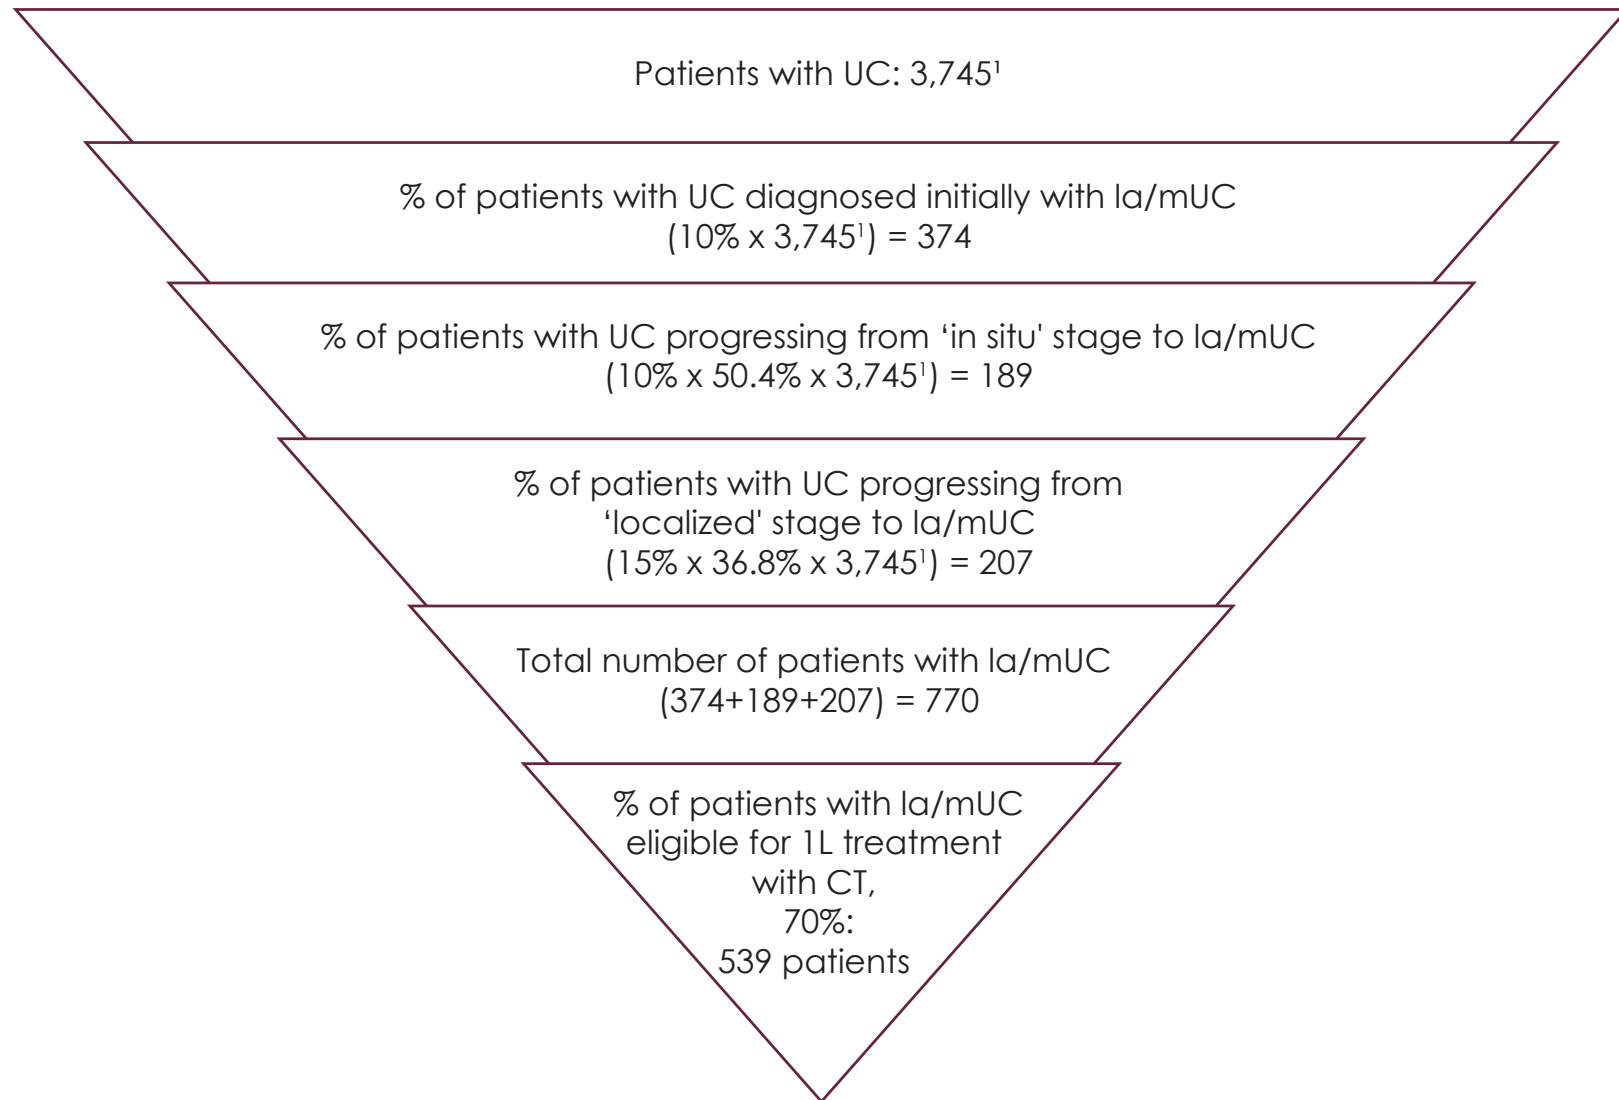 Patients with UC: 3,745¹
% of patients with UC diagnosed initially with la/mUC
(10% x 3,745¹) = 374
% of patients with UC progressing from ‘in situ' stage to la/mUC
(10% x 50.4% x 3,745¹) = 189
% of patients with UC progressing from
‘localized' stage to la/mUC
(15% x 36.8% x 3,745¹) = 207
Total number of patients with la/mUC
(374+189+207) = 770
% of patients with la/mUC
eligible for 1L treatment
with CT,
70%:
539 patients